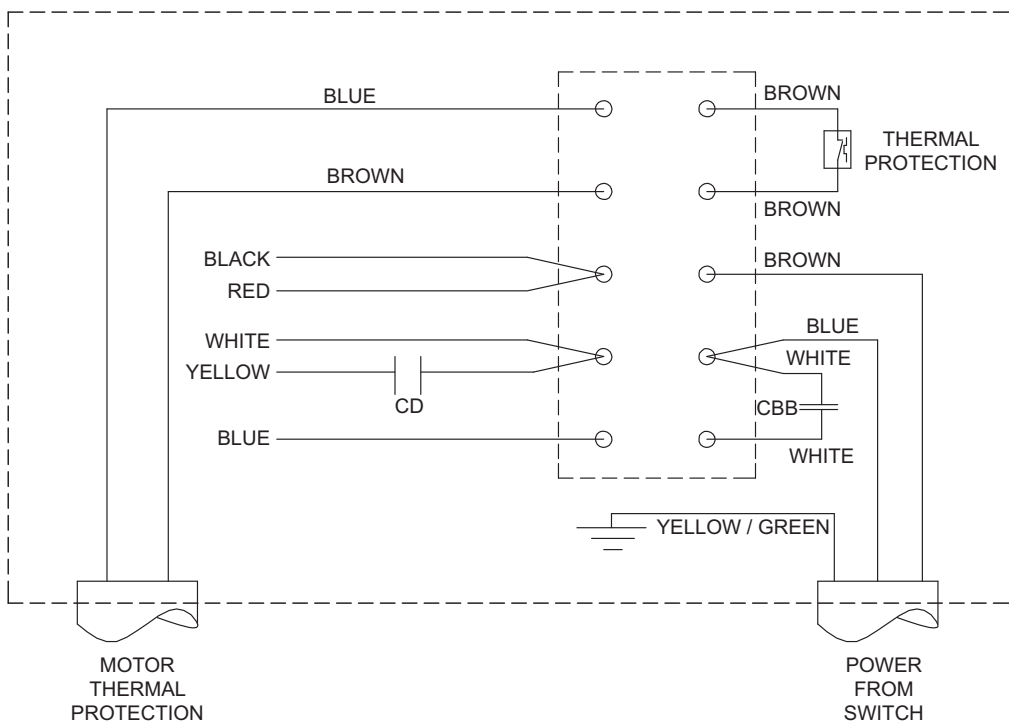 BLUE
BROWN
THERMAL
PROTECTION
BROWN
BROWN
BLACK
RED
BROWN
WHITE
YELLOW
CD
BLUE
WHITE
CBB
BLUE
WHITE
YELLOW / GREEN
MOTOR
THERMAL
PROTECTION
POWER
FROM
SWITCH